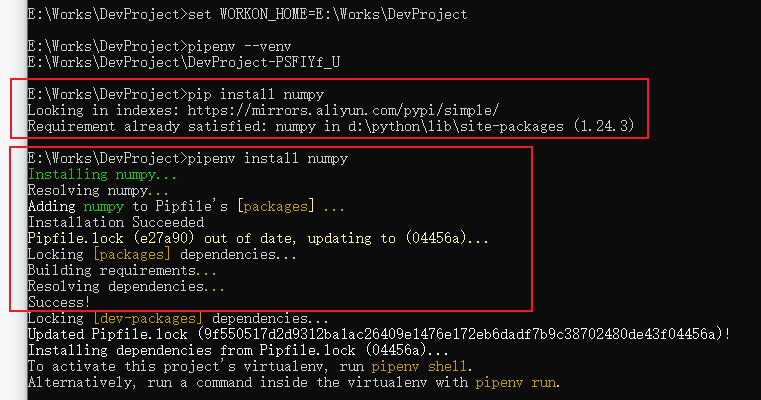 E:\Works\DevProject>set WORKON_HOME=E:\Works\DevProject
E:\Works\DevProject>pipenv --venv
E:\Works\DevProject\DevProject-PSFIYf_U
E:\Works\DevProject>pip install numpy
Looking in indexes: https://mirrors.aliyun.com/pypi/simple/
Requirement already satisfied: numpy in d:\python\lib\site-packages (1.24.3)
E:\Works\DevProject>pipenv install numpy
Installing numpy...
Resolving numpy...
Adding numpy to Pipfile's [packages] ...
Installation Succeeded
Pipfile.lock (e27a90) out of date, updating to (04456a)...
Locking [packages] dependencies...
Building requirements...
Resolving dependencies...
Success!
Locking [dev-packages] dependencies...
Updated Pipfile.lock (9f550517d2d9312ba1ac26409e1476e172eb6dadf7b9c38702480de43f04456a)!
Installing dependencies from Pipfile.lock (04456a)...
To activate this project's virtualenv, run pipenv shell.
Alternatively, run a command inside the virtualenv with pipenv run.